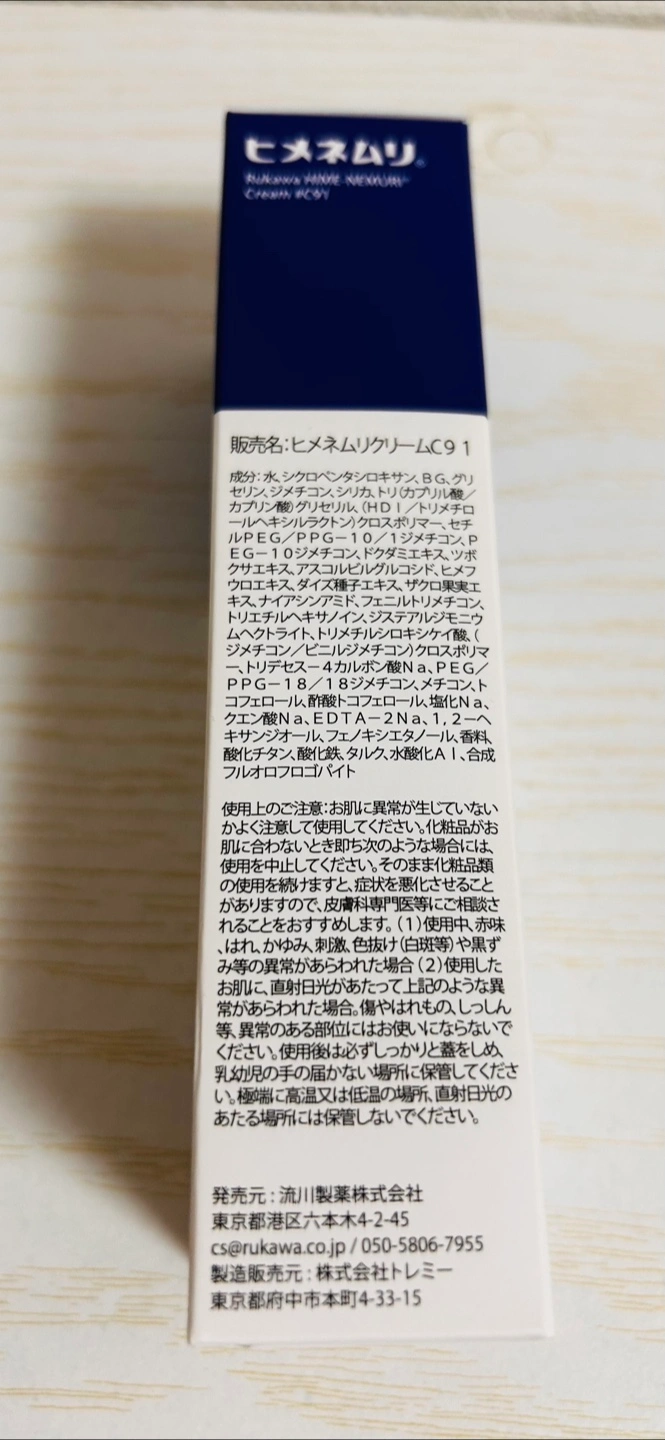 ヒメネムリ®
Rukawa HIME-NEMURI®
Cream #C91
販売名：ヒメネムリクリームC９１
成分：水、シクロペンタシロキサン、ＢＧ、グリ
セリン、ジメチコン、シリカ、トリ（カプリル酸／
カプリン酸）グリセリル、（ＨＤＩ／トリメチロ
ールヘキシルラクトン）クロスポリマー、セチ
ルＰＥＧ／ＰＰＧ－１０／１ジメチコン、Ｐ
ＥＧ－１０ジメチコン、ドクダミエキス、ツボ
クサエキス、アスコルビルグルコシド、ヒメフ
ウロエキス、ダイズ種子エキス、ザクロ果実エ
キス、ナイアシンアミド、フェニルトリメチコン、
トリエチルヘキサノイン、ジステアルジモニウ
ムヘクトライト、トリメチルシロキシケイ酸、（
ジメチコン／ビニルジメチコン）クロスポリマ
ー、トリデセス－４カルボン酸Ｎａ、ＰＥＧ／
ＰＰＧ－１８／１８ジメチコン、メチコン、ト
コフェロール、酢酸トコフェロール、塩化Ｎａ、
クエン酸Ｎａ、ＥＤＴＡ－２Ｎａ、１，２－ヘ
キサンジオール、フェノキシエタノール、香料、
酸化チタン、酸化鉄、タルク、水酸化ＡＩ、合成
フルオロフロゴパイト
使用上のご注意：お肌に異常が生じていない
かよく注意して使用してください。化粧品がお
肌に合わないとき即ち次のような場合には、
使用を中止してください。そのまま化粧品類
の使用を続けますと、症状を悪化させること
がありますので、皮膚科専門医等にご相談さ
れることをおすすめします。（１）使用中、赤味
、はれ、かゆみ、刺激、色抜け（白斑等）や黒ず
み等の異常があらわれた場合（２）使用した
お肌に、直射日光があたって上記のような異
常があらわれた場合。傷やはれもの、しっしん
等、異常のある部位にはお使いにならないで
ください。使用後は必ずしっかりと蓋をしめ、
乳幼児の手の届かない場所に保管してくださ
い。極端に高温又は低温の場所、直射日光の
あたる場所には保管しないでください。
発売元：流川製薬株式会社
東京都港区六本木4-2-45
cs@rukawa.co.jp / 050-5806-7955
製造販売元：株式会社トレミー
東京都府中市本町4-33-15